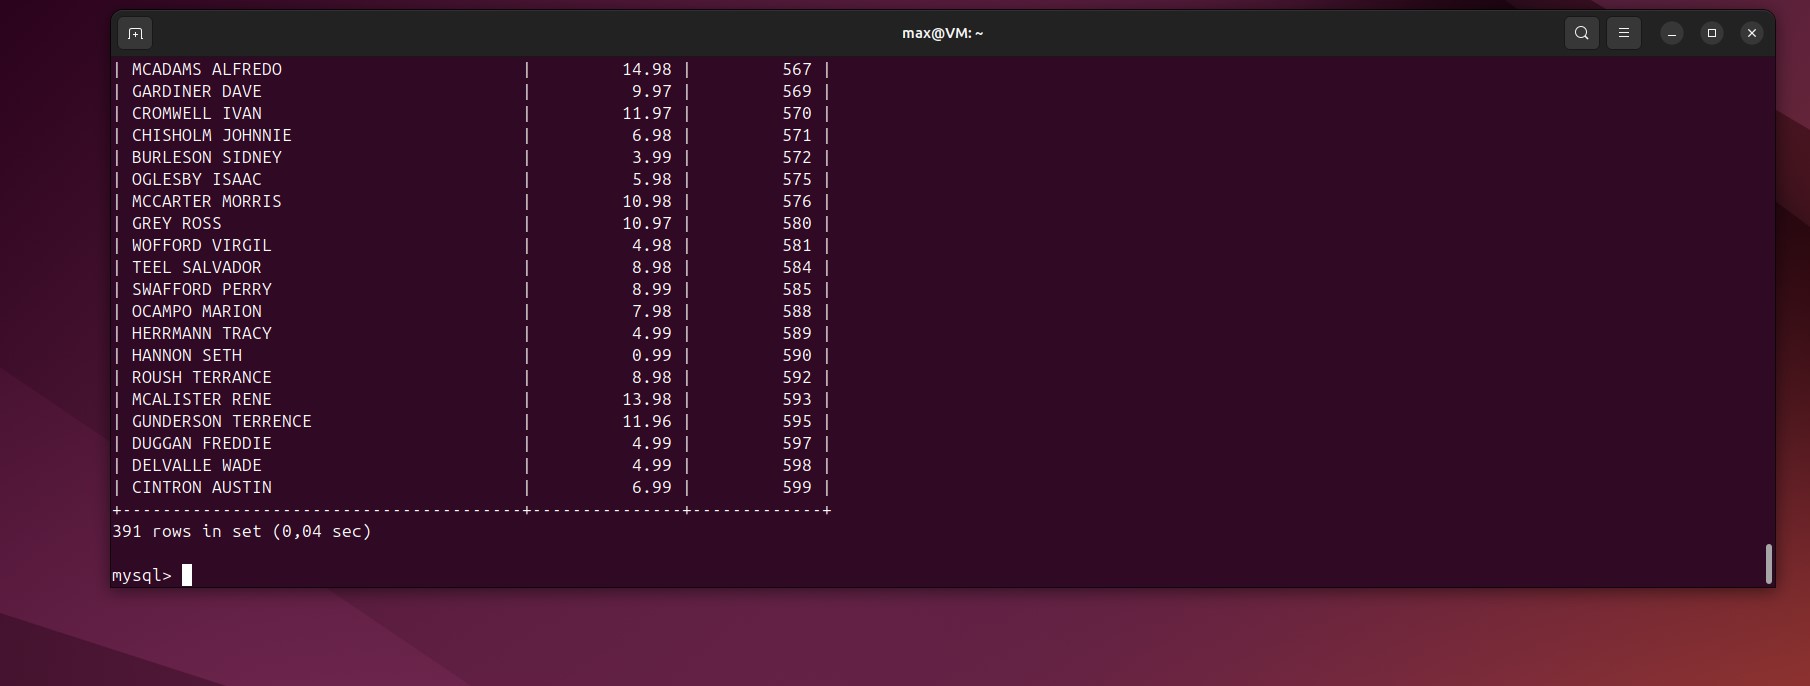 max@VM: ~
| MCADAMS ALFREDO | 14.98 | 567 |
| GARDINER DAVE | 9.97 | 569 |
| CROMWELL IVAN | 11.97 | 570 |
| CHISHOLM JOHNNIE | 6.98 | 571 |
| BURLESON SIDNEY | 3.99 | 572 |
| OGLESBY ISAAC | 5.98 | 575 |
| MCCARTER MORRIS | 10.98 | 576 |
| GREY ROSS | 10.97 | 580 |
| WOFFORD VIRGIL | 4.98 | 581 |
| TEEL SALVADOR | 8.98 | 584 |
| SWAFFORD PERRY | 8.99 | 585 |
| OCAMPO MARION | 7.98 | 588 |
| HERRMANN TRACY | 4.99 | 589 |
| HANNON SETH | 0.99 | 590 |
| ROUSH TERRANCE | 8.98 | 592 |
| MCALISTER RENE | 13.98 | 593 |
| GUNDERSON TERRENCE | 11.96 | 595 |
| DUGGAN FREDDIE | 4.99 | 597 |
| DELVALLE WADE | 4.99 | 598 |
| CINTRON AUSTIN | 6.99 | 599 |
+----------------------------------------+---------------+-------------+
391 rows in set (0,04 sec)
mysql>